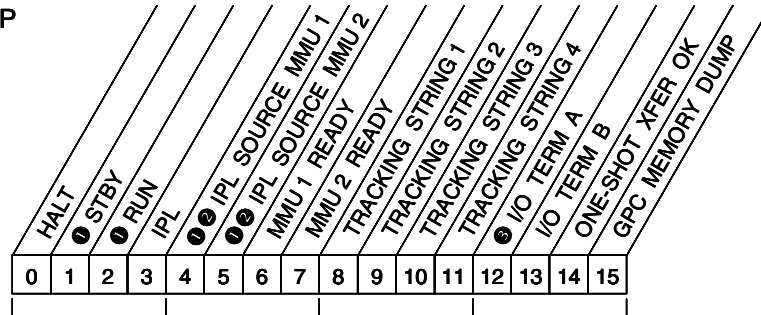 P
HALT
❶ STBY
❶ RUN
IPL
❶❷ IPL SOURCE MMU 1
❶❷ IPL SOURCE MMU 2
MMU 1 READY
MMU 2 READY
TRACKING STRING 1
TRACKING STRING 2
TRACKING STRING 3
TRACKING STRING 4
❸ I/O TERM A
I/O TERM B
ONE-SHOT XFER OK
GPC MEMORY DUMP
0 1 2 3 4 5 6 7 8 9 10 11 12 13 14 15